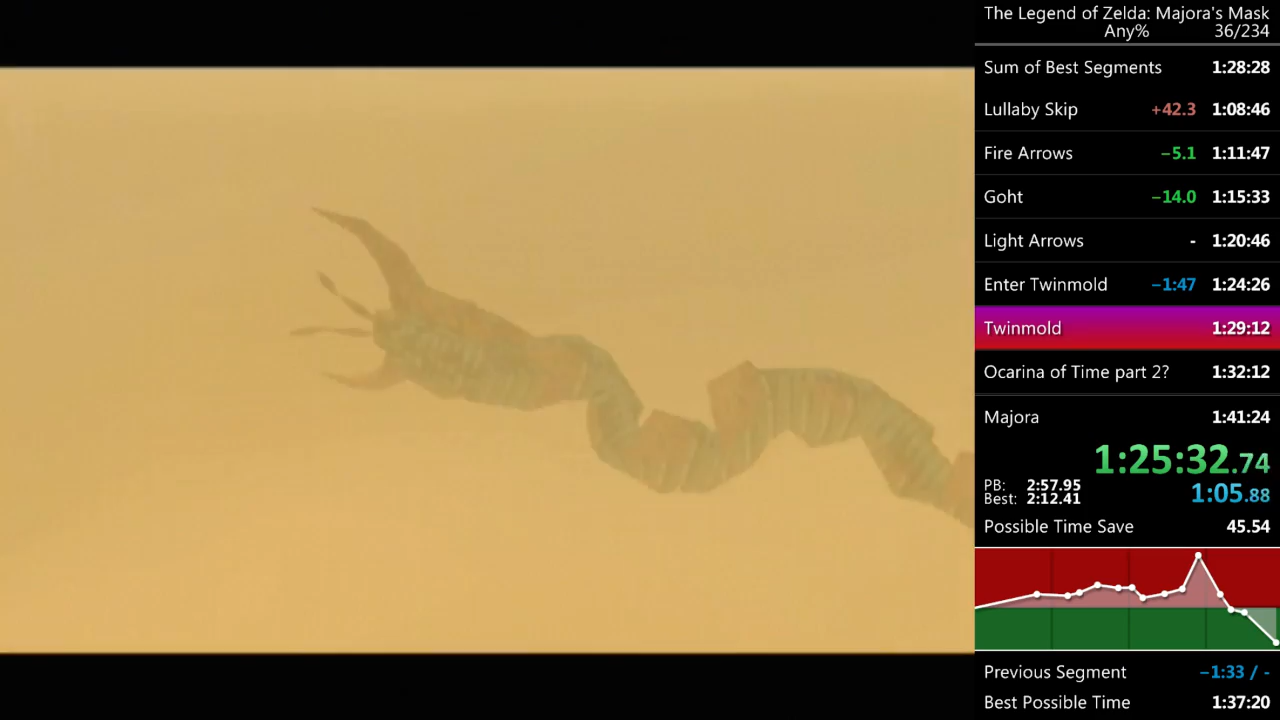 The Legend of Zelda: Majora's Mask
Any% 36/234
Sum of Best Segments 1:28:28
Lullaby Skip +42.3 1:08:46
Fire Arrows −5.1 1:11:47
Goht −14.0 1:15:33
Light Arrows - 1:20:46
Enter Twinmold −1:47 1:24:26
Twinmold 1:29:12
Ocarina of Time part 2? 1:32:12
Majora 1:41:24
1:25:32.74
PB: 2:57.95
Best: 2:12.41 1:05.88
Possible Time Save 45.54
Previous Segment −1:33 / -
Best Possible Time 1:37:20